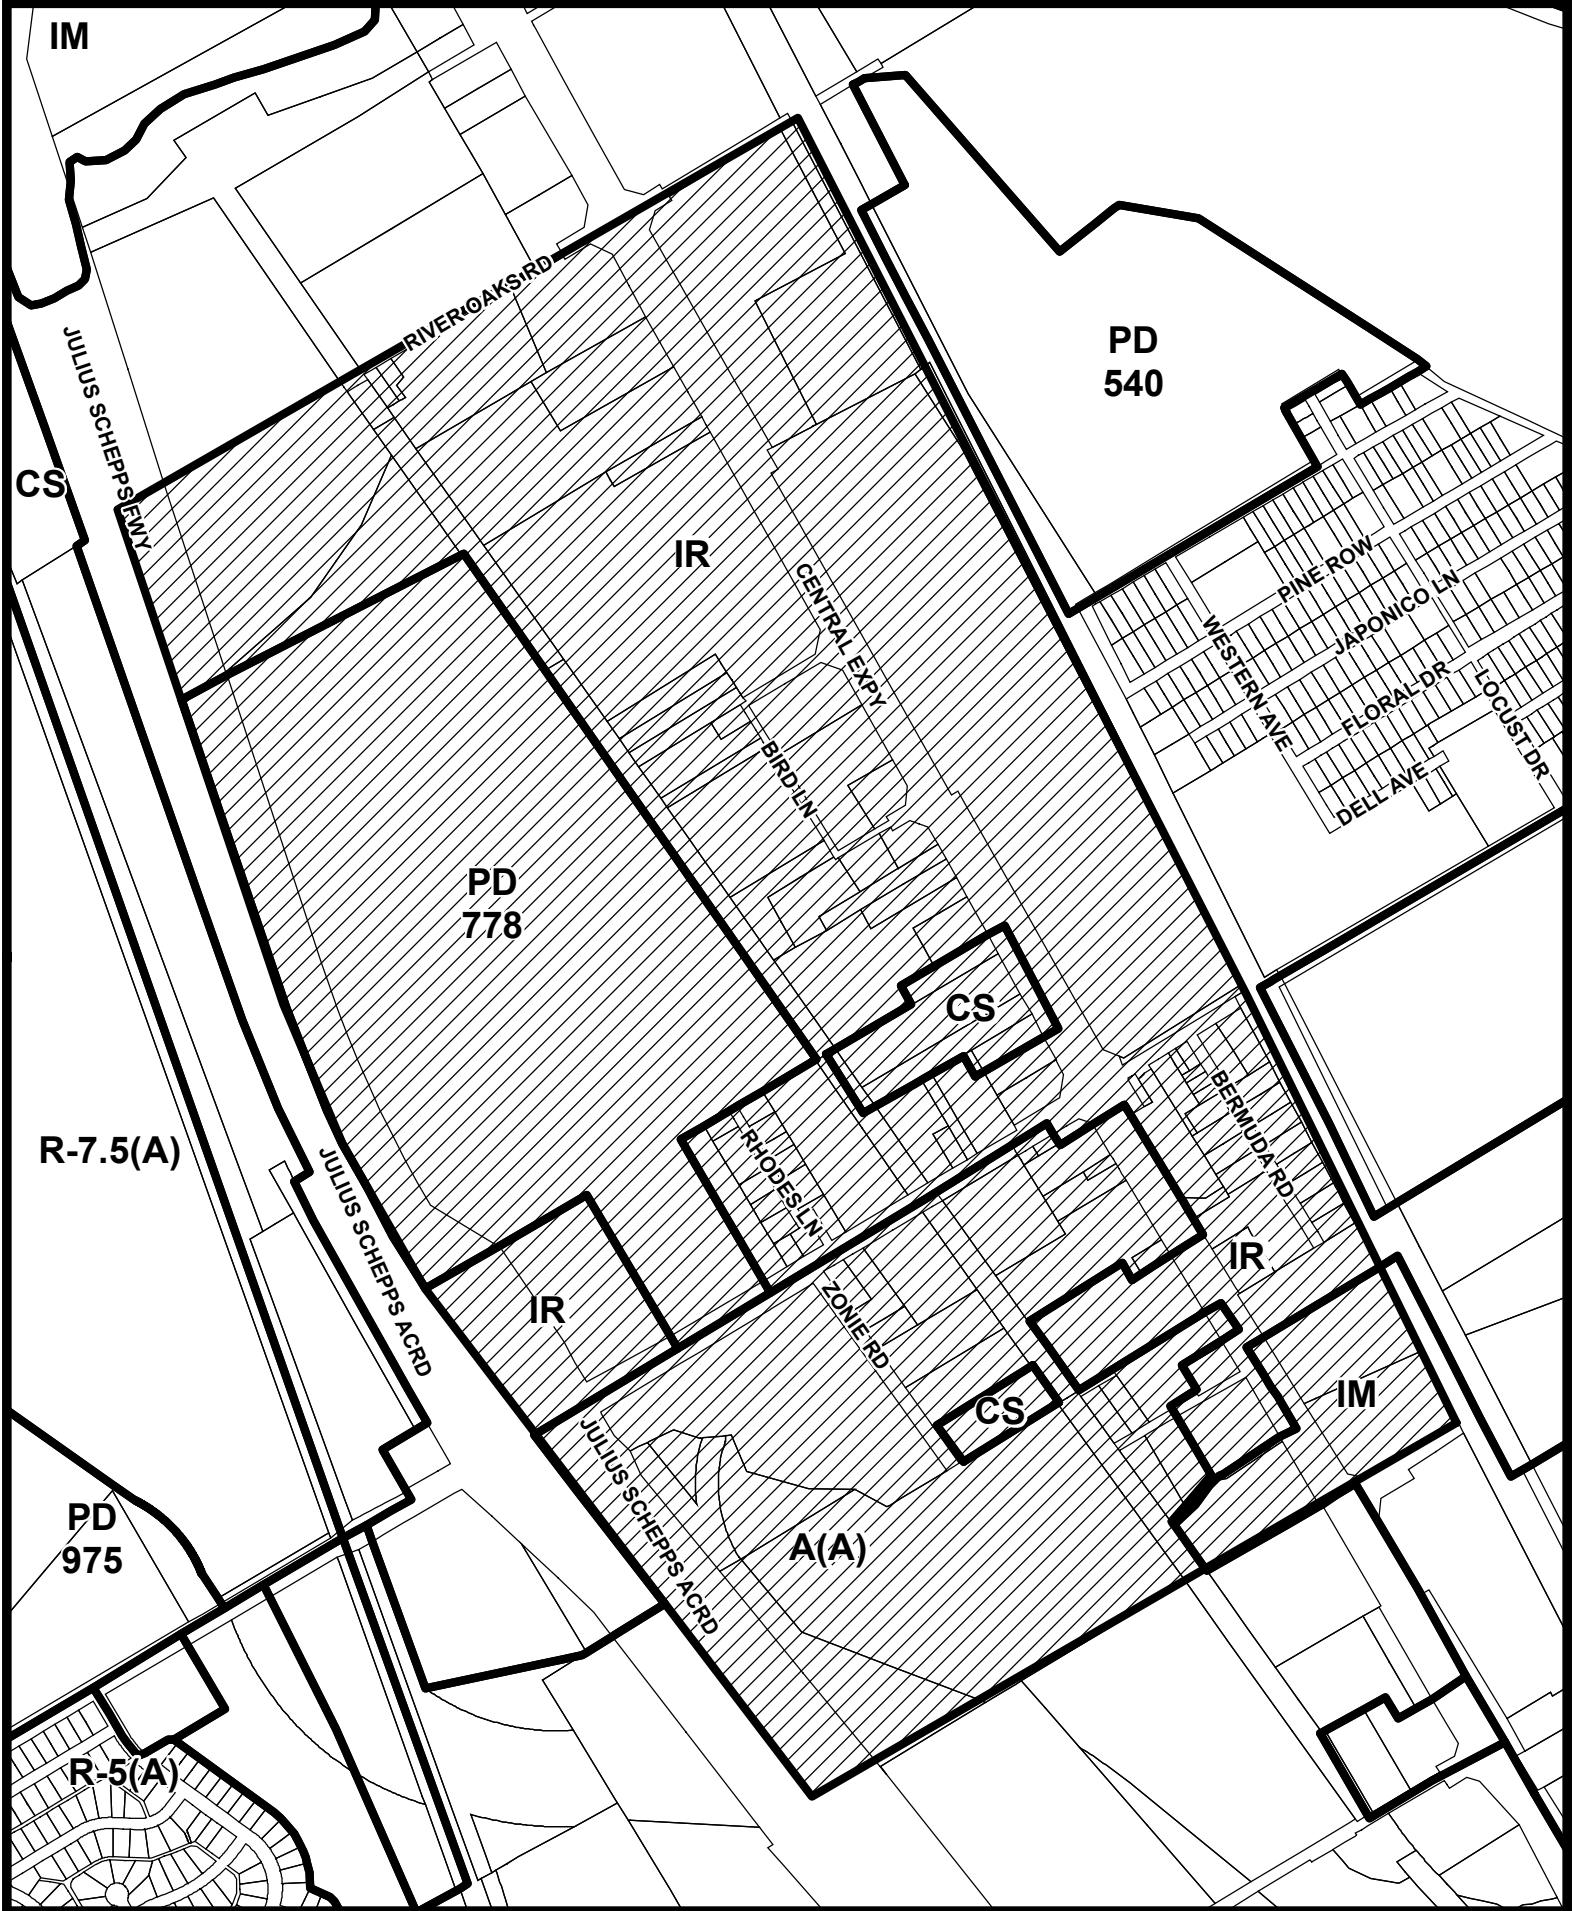 IM
RIVER OAKS RD
JULIUS SCHEPPS FWY
PD
540
CS
IR
CENTRAL EXPY
PINE ROW
JAPONICO LN
WESTERN AVE
FLORAL DR
LOCUST DR
DELL AVE
BIRD LN
PD
778
CS
R-7.5(A)
JULIUS SCHEPPS ACRD
RHODES LN
BERMUDA RD
IR
IR
ZONIE RD
CS
IM
JULIUS SCHEPPS ACRD
PD
975
A(A)
R-5(A)